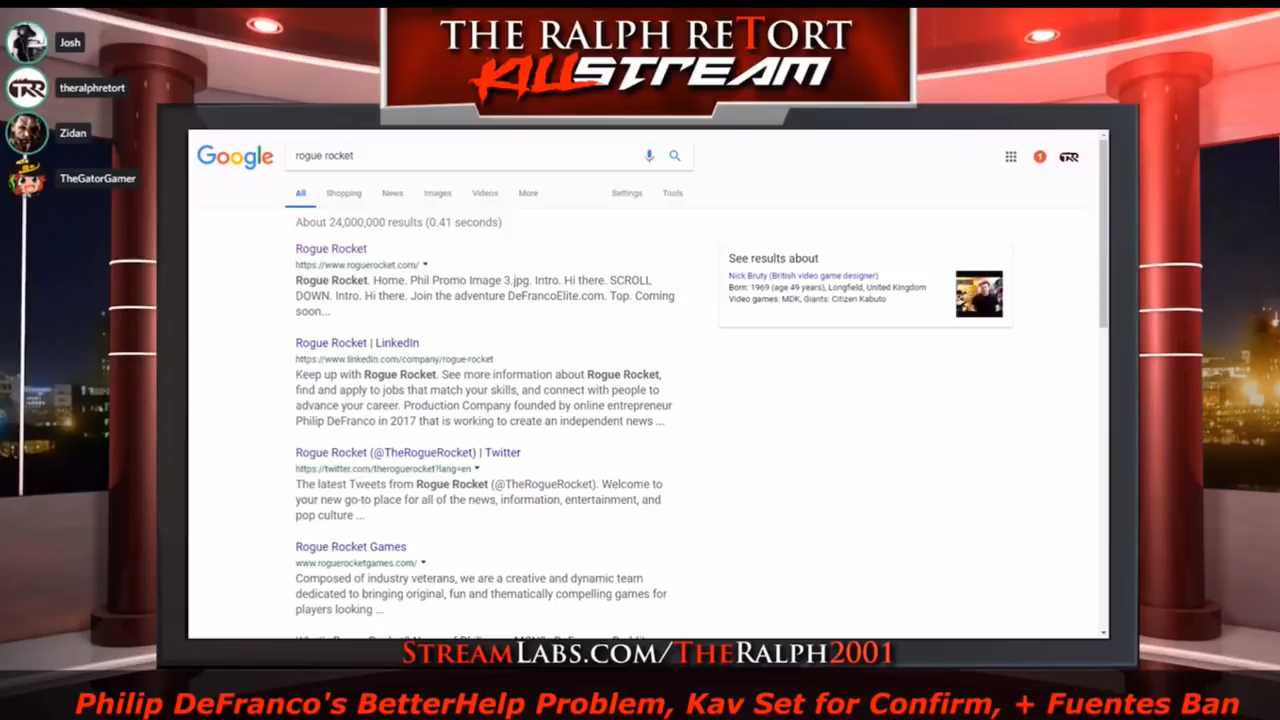 THE RALPH RETORT
KILLSTREAM
Josh
TRR
theralphretort
Zidan
TheGatorGamer
Google
rogue rocket
1
TRR
All
Shopping
News
Images
Videos
More
Settings
Tools
About 24,000,000 results (0.41 seconds)
Rogue Rocket
https://www.roguerocket.com/
Rogue Rocket. Home. Phil Promo Image 3.jpg. Intro. Hi there. SCROLL
DOWN. Intro. Hi there. Join the adventure DeFrancoElite.com. Top. Coming
soon...
Rogue Rocket | LinkedIn
https://www.linkedin.com/company/rogue-rocket
Keep up with Rogue Rocket. See more information about Rogue Rocket,
find and apply to jobs that match your skills, and connect with people to
advance your career. Production Company founded by online entrepreneur
Philip DeFranco in 2017 that is working to create an independent news ...
Rogue Rocket (@TheRogueRocket) | Twitter
https://twitter.com/theroguerocket?lang=en
The latest Tweets from Rogue Rocket (@TheRogueRocket). Welcome to
your new go-to place for all of the news, information, entertainment, and
pop culture ...
Rogue Rocket Games
www.roguerocketgames.com/
Composed of industry veterans, we are a creative and dynamic team
dedicated to bringing original, fun and thematically compelling games for
players looking ...
See results about
Nick Bruty (British video game designer)
Born: 1969 (age 49 years), Longfield, United Kingdom
Video games: MDK, Giants: Citizen Kabuto
STREAMLABS.COM/THERALPH2001
Philip DeFranco's BetterHelp Problem, Kav Set for Confirm, + Fuentes Ban